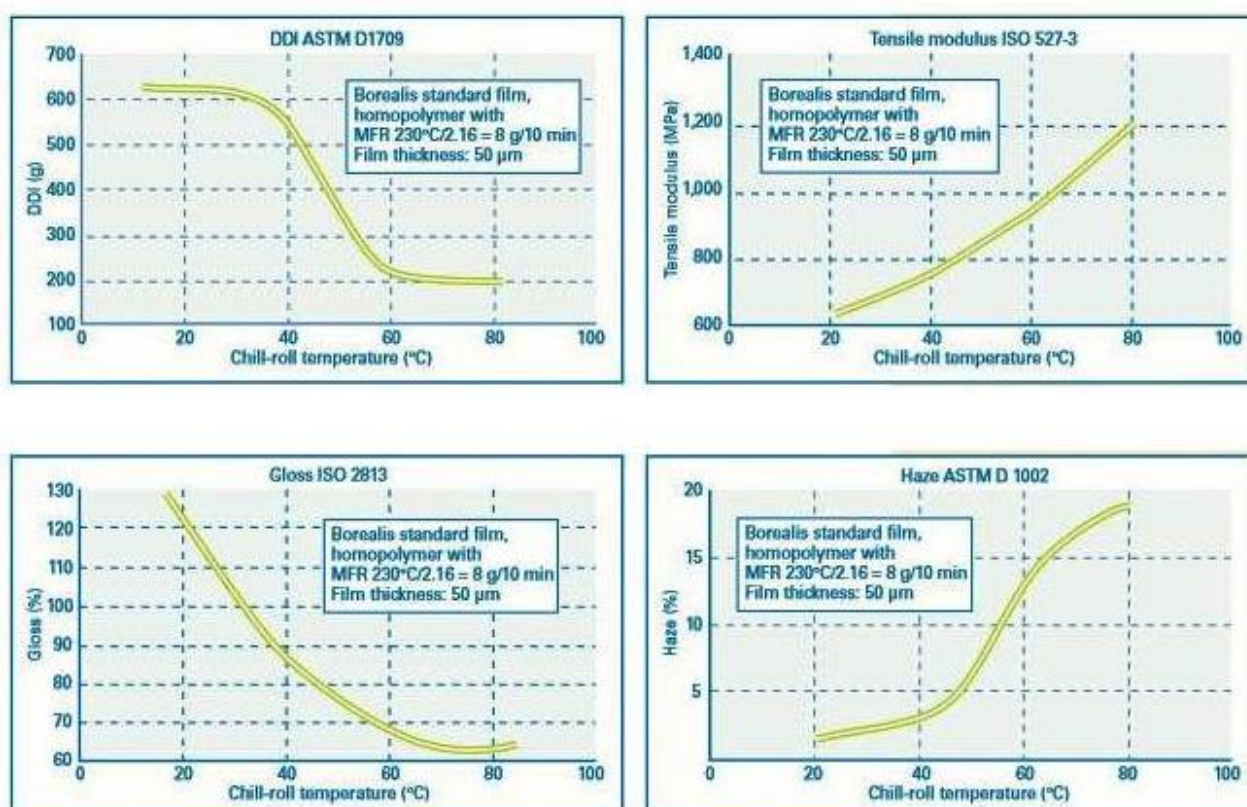 DDI ASTM D1709
700
600
500
400
300
200
100
DDI (g)
Borealis standard film,
homopolymer with
MFR 230°C/2.16 = 8 g/10 min
Film thickness: 50 µm
0 20 40 60 80 100
Chill-roll temperature (°C)
Tensile modulus ISO 527-3
1,400
1,200
1,000
800
600
Tensile modulus (MPa)
Borealis standard film,
homopolymer with
MFR 230°C/2.16 = 8 g/10 min
Film thickness: 50 µm
0 20 40 60 80 100
Chill-roll temperature (°C)
Gloss ISO 2813
130
120
110
100
90
80
70
60
Gloss (%)
Borealis standard film,
homopolymer with
MFR 230°C/2.16 = 8 g/10 min
Film thickness: 50 µm
0 20 40 60 80 100
Chill-roll temperature (°C)
Haze ASTM D 1002
20
15
10
5
Haze (%)
Borealis standard film,
homopolymer with
MFR 230°C/2.16 = 8 g/10 min
Film thickness: 50 µm
0 20 40 60 80 100
Chill-roll temperature (°C)